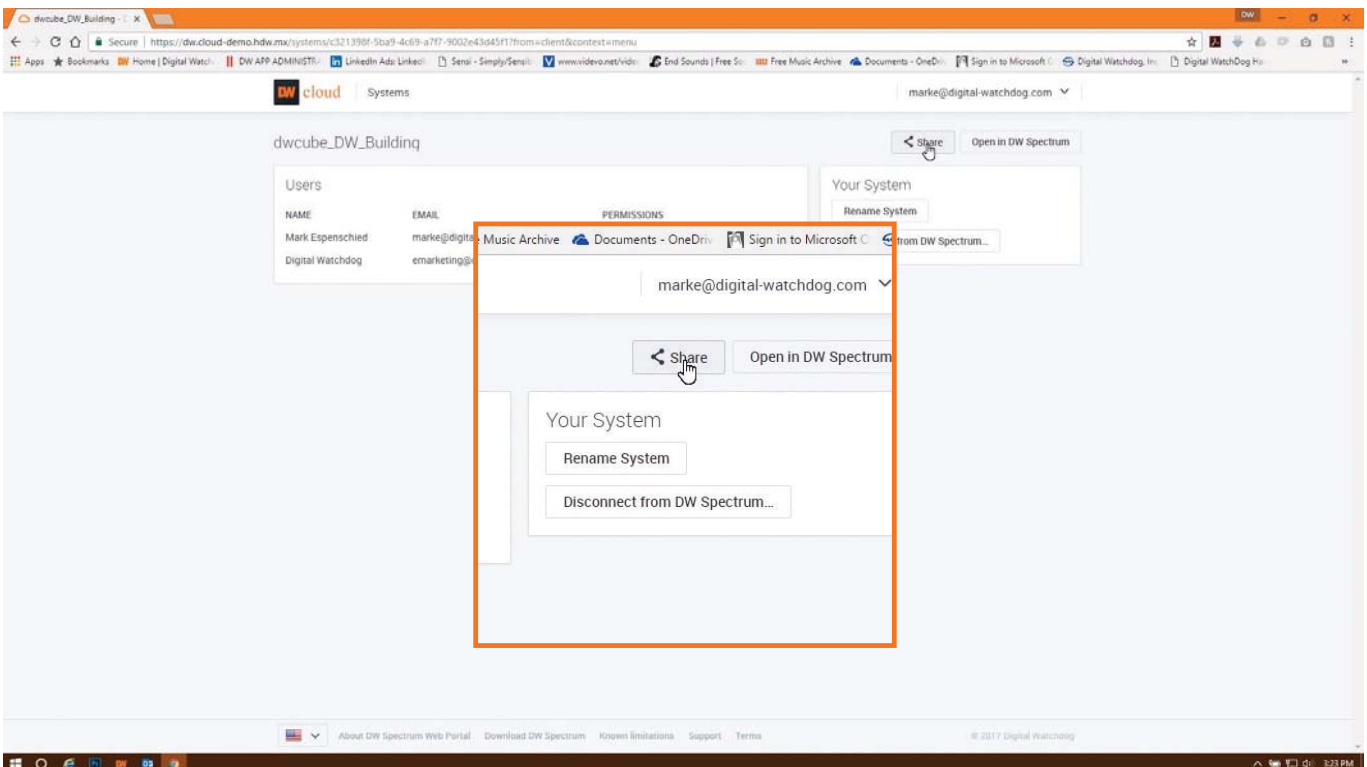 dwcube_DW_Building - C
DW
Secure | https://dw.cloud-demo.hdw.mx/systems/c321398f-5ba9-4c69-a7f7-9002e43d45f1?from=client&context=menu
Apps Bookmarks Home | Digital Watch DW APP ADMINISTR LinkedIn Ads: Linked Sensi - Simply/Sensi www.videvo.net/vide End Sounds | Free So Free Music Archive Documents - OneDriv Sign in to Microsoft O Digital Watchdog, Inc Digital WatchDog Ho
DW cloud Systems marke@digital-watchdog.com
dwcube_DW_Building Share Open in DW Spectrum
Users Your System
NAME EMAIL PERMISSIONS Rename System
Mark Espenschied marke@digita from DW Spectrum...
Digital Watchdog emarketing@
Music Archive Documents - OneDriv Sign in to Microsoft O
marke@digital-watchdog.com
Share Open in DW Spectrum
Your System
Rename System
Disconnect from DW Spectrum...
About DW Spectrum Web Portal Download DW Spectrum Known limitations Support Terms © 2017 Digital Watchdog
3:23 PM